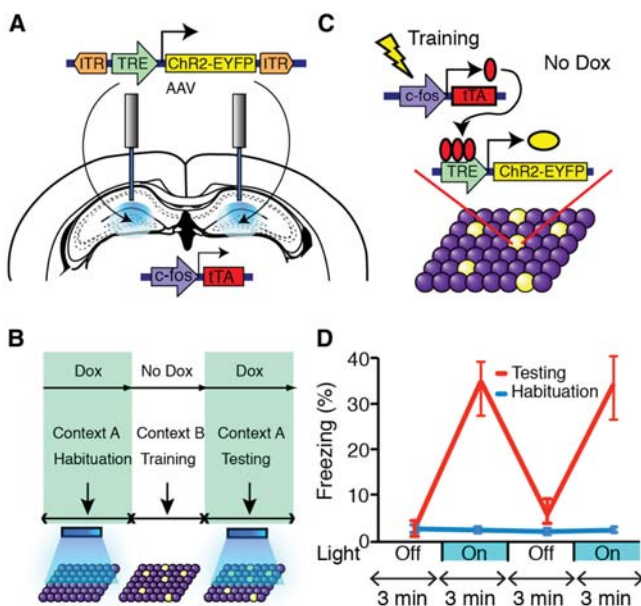 A
ITR TRE ChR2-EYFP ITR
AAV
c-fos tTA
B
Dox No Dox Dox
Context A Context B Context A
Habituation Training Testing
C
Training
No Dox
c-fos tTA
TRE ChR2-EYFP
D
40
30
20
10
0
Freezing (%)
Testing
Habituation
Light Off On Off On
3 min 3 min 3 min 3 min